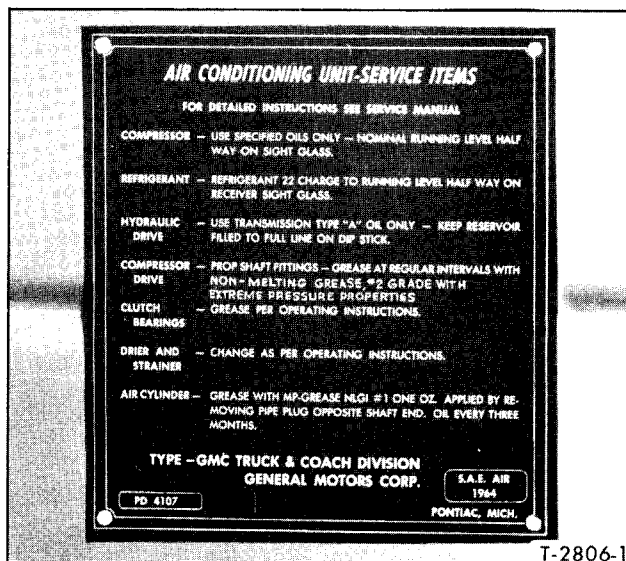 AIR CONDITIONING UNIT-SERVICE ITEMS
FOR DETAILED INSTRUCTIONS SEE SERVICE MANUAL
COMPRESSOR — USE SPECIFIED OILS ONLY — NOMINAL RUNNING LEVEL HALF
WAY ON SIGHT GLASS.
REFRIGERANT — REFRIGERANT 22 CHARGE TO RUNNING LEVEL HALF WAY ON
RECEIVER SIGHT GLASS.
HYDRAULIC — USE TRANSMISSION TYPE "A" OIL ONLY — KEEP RESERVOIR
DRIVE FILLED TO FULL LINE ON DIP STICK.
COMPRESSOR — PROP SHAFT FITTINGS — GREASE AT REGULAR INTERVALS WITH
DRIVE NON-MELTING GREASE, #2 GRADE WITH
EXTREME PRESSURE PROPERTIES
CLUTCH — GREASE PER OPERATING INSTRUCTIONS.
BEARINGS
DRIER AND — CHANGE AS PER OPERATING INSTRUCTIONS.
STRAINER
AIR CYLINDER — GREASE WITH MP-GREASE NLGI #1 ONE OZ. APPLIED BY RE-
MOVING PIPE PLUG OPPOSITE SHAFT END. OIL EVERY THREE
MONTHS.
TYPE — GMC TRUCK & COACH DIVISION
GENERAL MOTORS CORP.
S.A.E. AIR
1964
PD 4107
PONTIAC, MICH.
T-2806-1